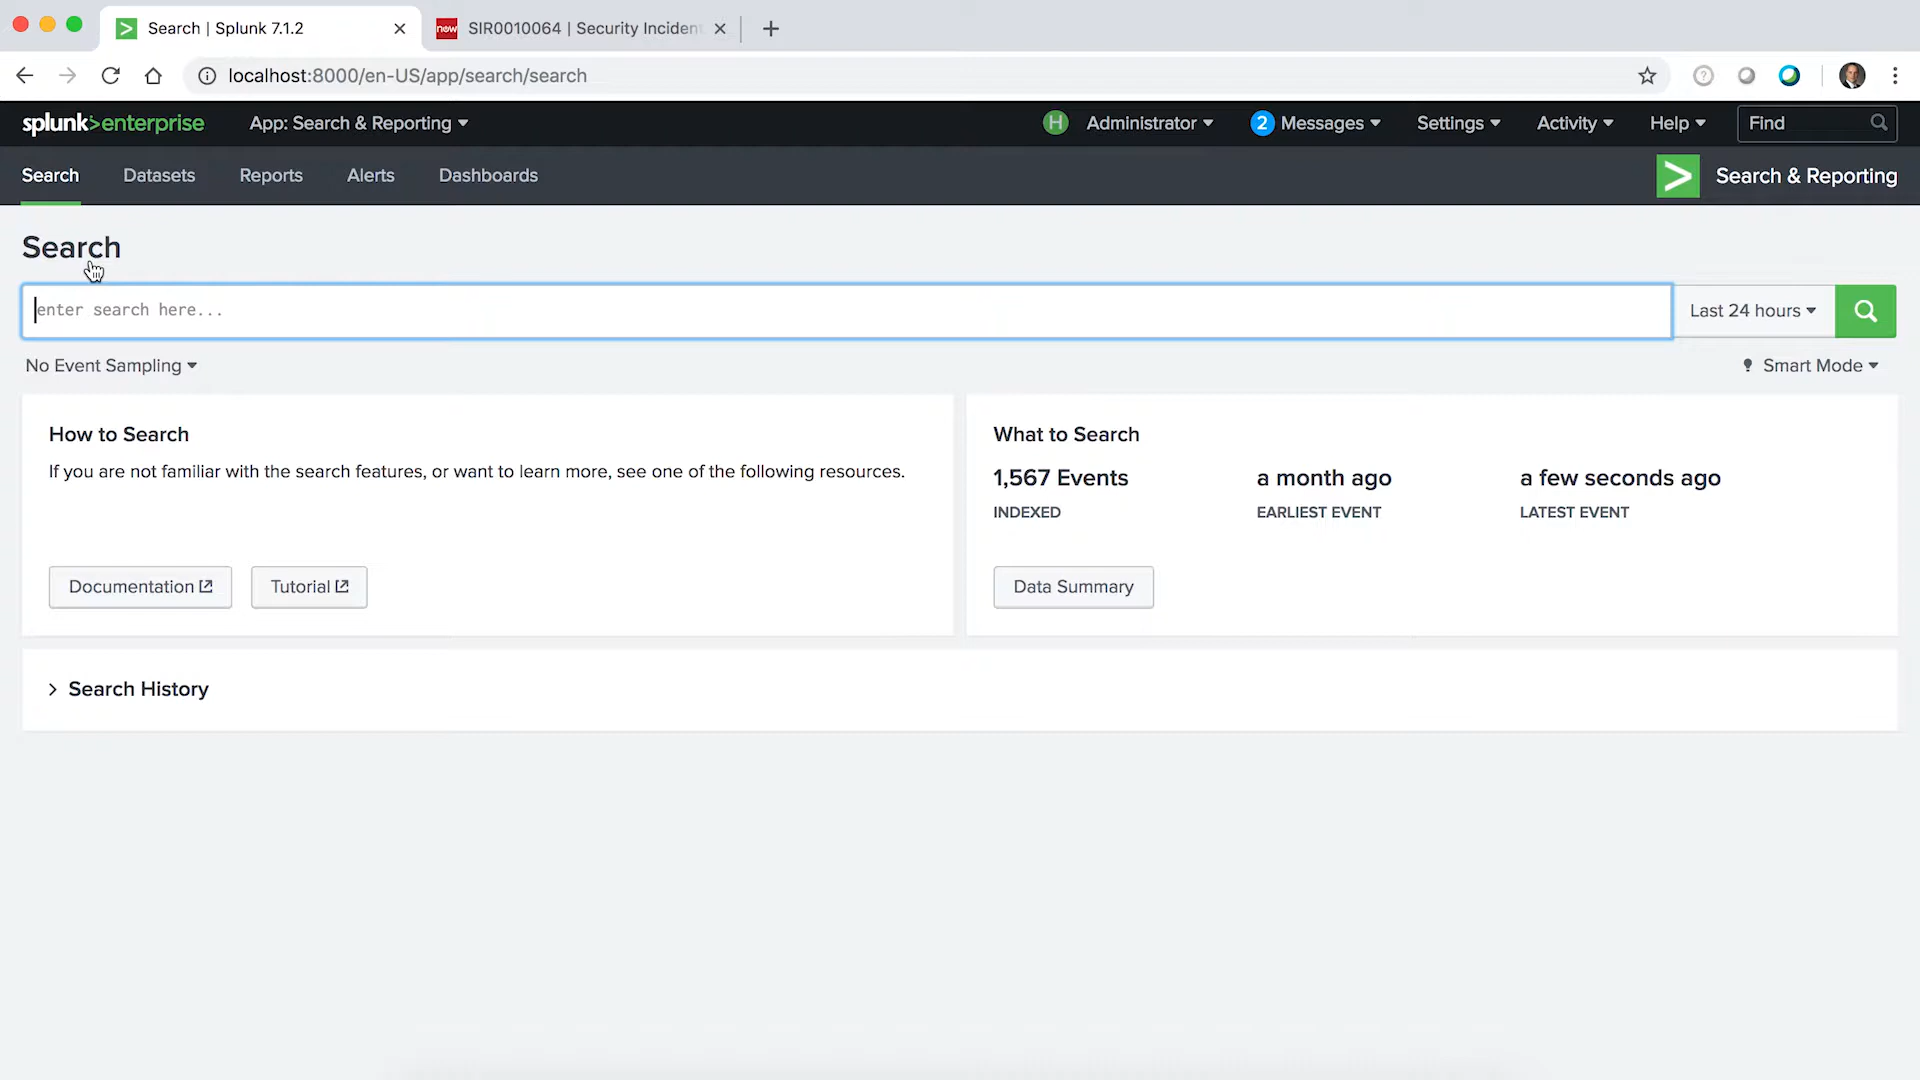 Search | Splunk 7.1.2
now SIR0010064 | Security Inciden
localhost:8000/en-US/app/search/search
splunk>enterprise App: Search & Reporting H Administrator 2 Messages Settings Activity Help Find
Search Datasets Reports Alerts Dashboards > Search & Reporting
Search
enter search here... Last 24 hours
No Event Sampling Smart Mode
How to Search
If you are not familiar with the search features, or want to learn more, see one of the following resources.
Documentation Tutorial
What to Search
1,567 Events a month ago a few seconds ago
INDEXED EARLIEST EVENT LATEST EVENT
Data Summary
Search History